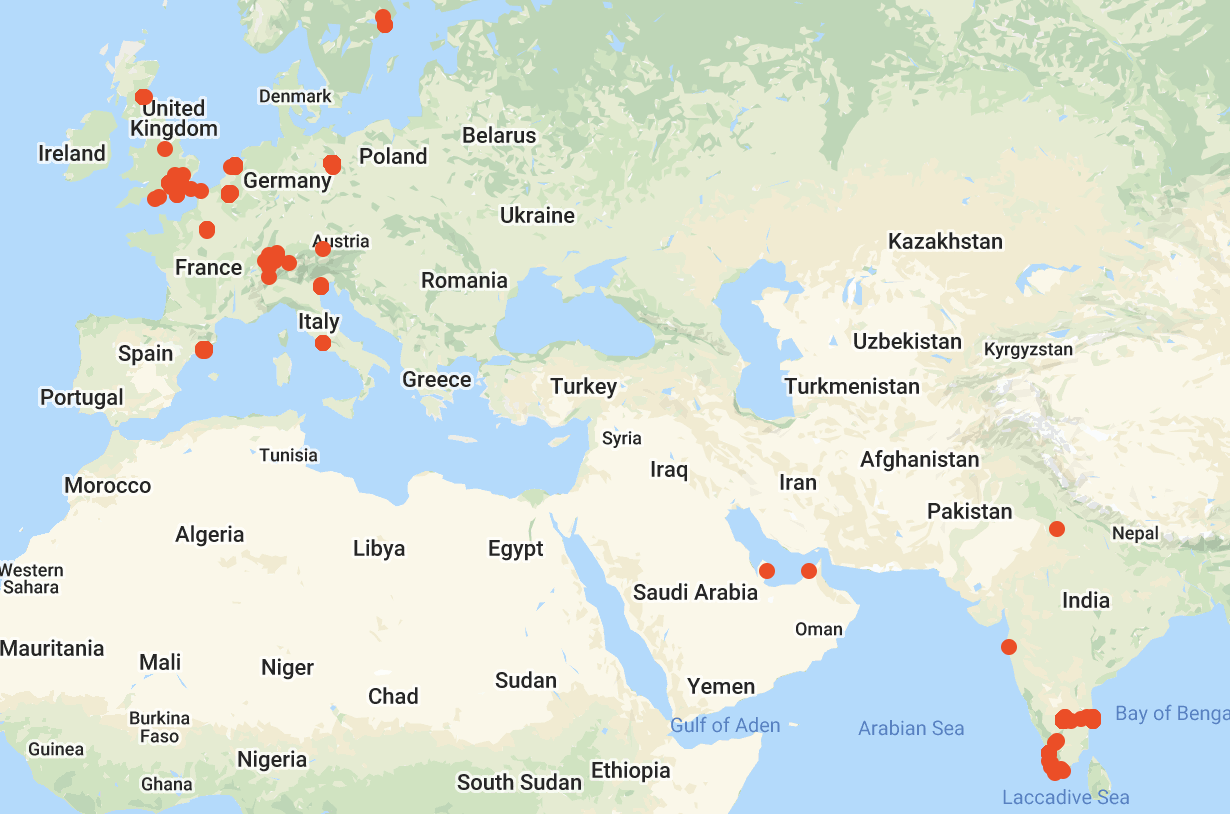 Denmark
United
Kingdom
Belarus
Ireland
Poland
Germany
Ukraine
Austria
Kazakhstan
France
Romania
Italy
Uzbekistan
Kyrgyzstan
Spain
Greece
Turkey
Turkmenistan
Portugal
Syria
Tunisia
Iraq
Afghanistan
Iran
Morocco
Pakistan
Algeria
Nepal
Libya
Egypt
Western
Sahara
Saudi Arabia
India
Oman
Mauritania
Mali
Niger
Sudan
Yemen
Chad
Burkina
Faso
Gulf of Aden
Arabian Sea
Bay of Benga
Guinea
Nigeria
Ethiopia
Ghana
South Sudan
Laccadive Sea